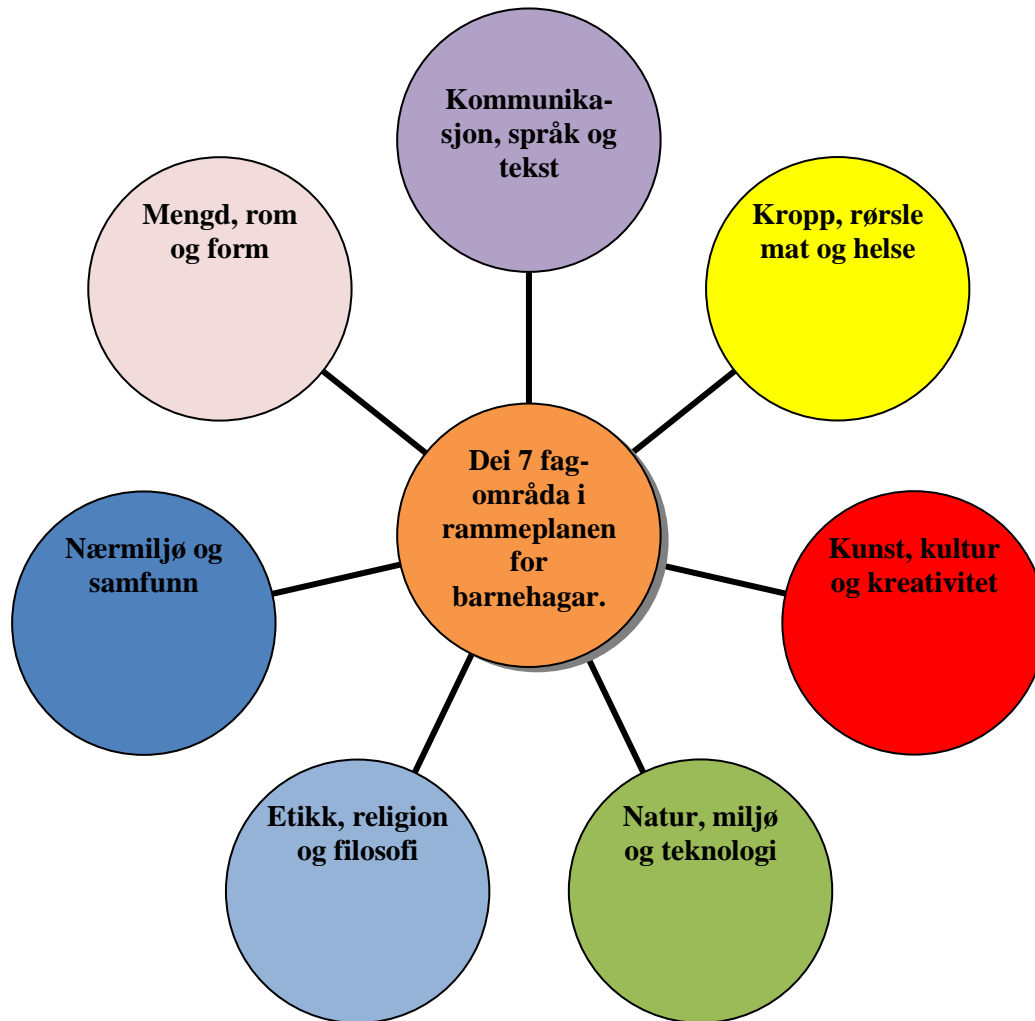 Kommunika-
sjon, språk og
tekst
Kropp, rørsle
mat og helse
Kunst, kultur
og kreativitet
Natur, miljø
og teknologi
Etikk, religion
og filosofi
Nærmiljø og
samfunn
Mengd, rom
og form
Dei 7 fag-
områda i
rammeplanen
for
barnehagar.